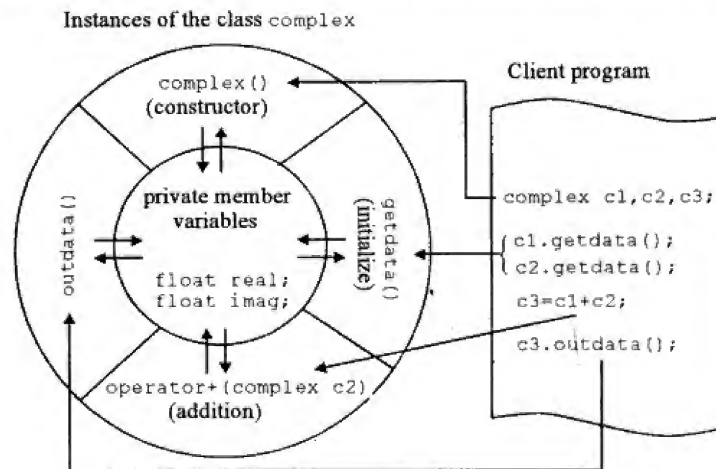 Instances of the class complex
complex()
(constructor)
private member
variables
float real;
float imag;
outdata()
getdata()
(initialize)
operator+(complex c2)
(addition)
Client program
complex c1,c2,c3;
c1.getdata();
c2.getdata();
c3=c1+c2;
c3.outdata();